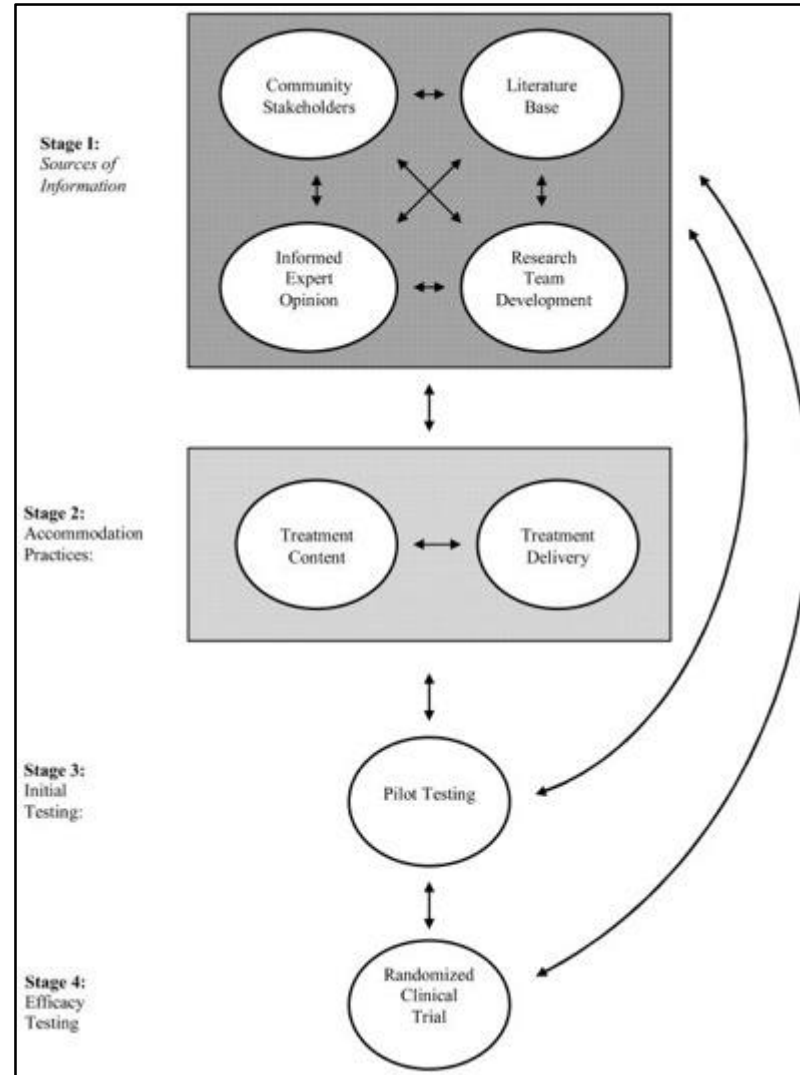 Community
Stakeholders
Literature
Base
Stage 1:
Sources of
Information
Informed
Expert
Opinion
Research
Team
Development
Stage 2:
Accommodation
Practices:
Treatment
Content
Treatment
Delivery
Stage 3:
Initial
Testing:
Pilot Testing
Stage 4:
Efficacy
Testing
Randomized
Clinical
Trial